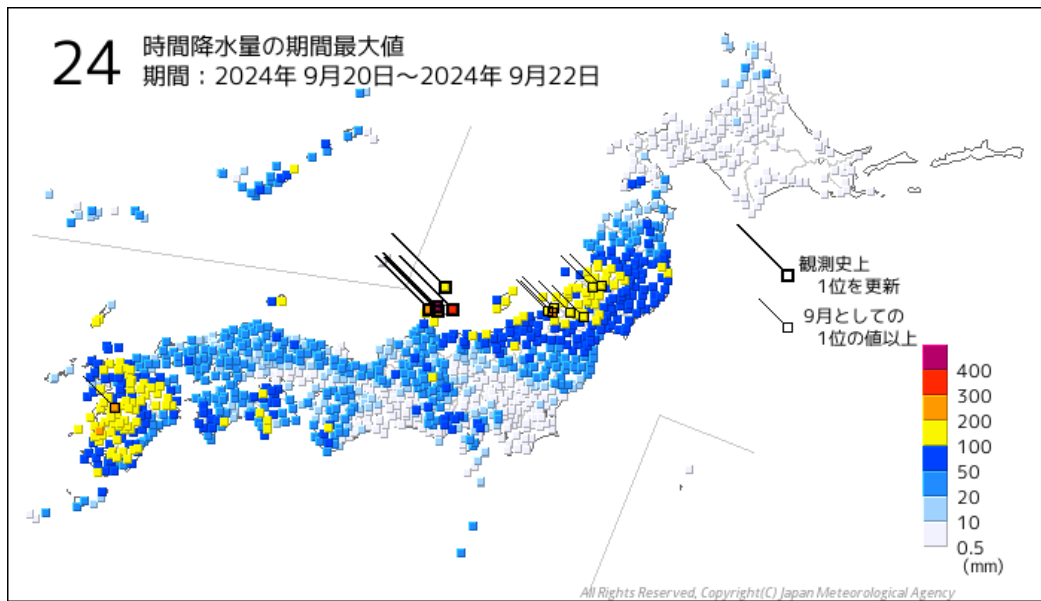 24 時間降水量の期間最大値
期間：2024年 9月20日～2024年 9月22日
観測史上
1位を更新
9月としての
1位の値以上
400
300
200
100
50
20
10
0.5
(mm)
All Rights Reserved, Copyright(C) Japan Meteorological Agency